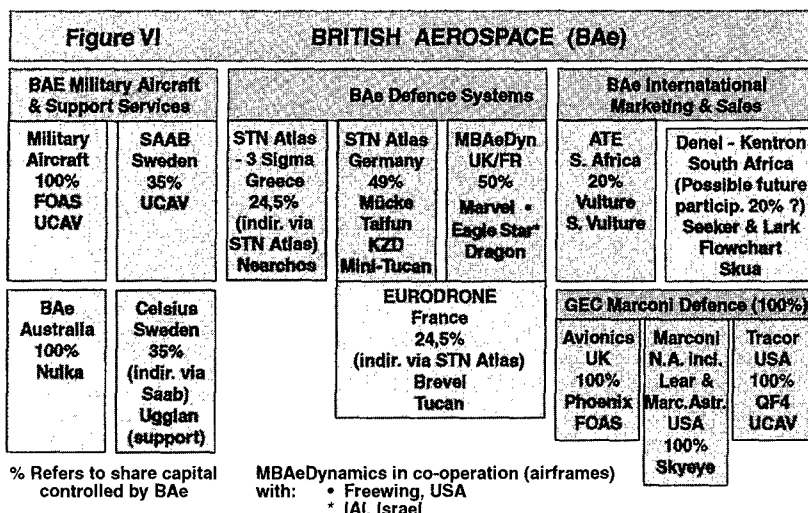 Figure VI
BRITISH AEROSPACE (BAe)
BAE Military Aircraft
& Support Services
Military
Aircraft
100%
FOAS
UCAV
SAAB
Sweden
35%
UCAV
BAe
Australia
100%
Nulka
Celsius
Sweden
35%
(indir. via
Saab)
Ugglan
(support)
BAe Defence Systems
STN Atlas
- 3 Sigma
Greece
24,5%
(indir. via
STN Atlas)
Nearchos
STN Atlas
Germany
49%
Mücke
Taifun
KZD
Mini-Tucan
MBAeDyn
UK/FR
50%
Marvel •
Eagle Star*
Dragon
EURODRONE
France
24,5%
(indir. via STN Atlas)
Brevel
Tucan
BAe Internatational
Marketing & Sales
ATE
S. Africa
20%
Vulture
S. Vulture
Denel - Kentron
South Africa
(Possible future
particip. 20% ?)
Seeker & Lark
Flowchart
Skua
GEC Marconi Defence (100%)
Avionics
UK
100%
Phoenix
FOAS
Marconi
N.A. incl.
Lear &
Marc.Astr.
USA
100%
Skyeye
Tracor
USA
100%
QF4
UCAV
% Refers to share capital
controlled by BAe
MBAeDynamics in co-operation (airframes)
with: • Freewing, USA
* IAI, Israel